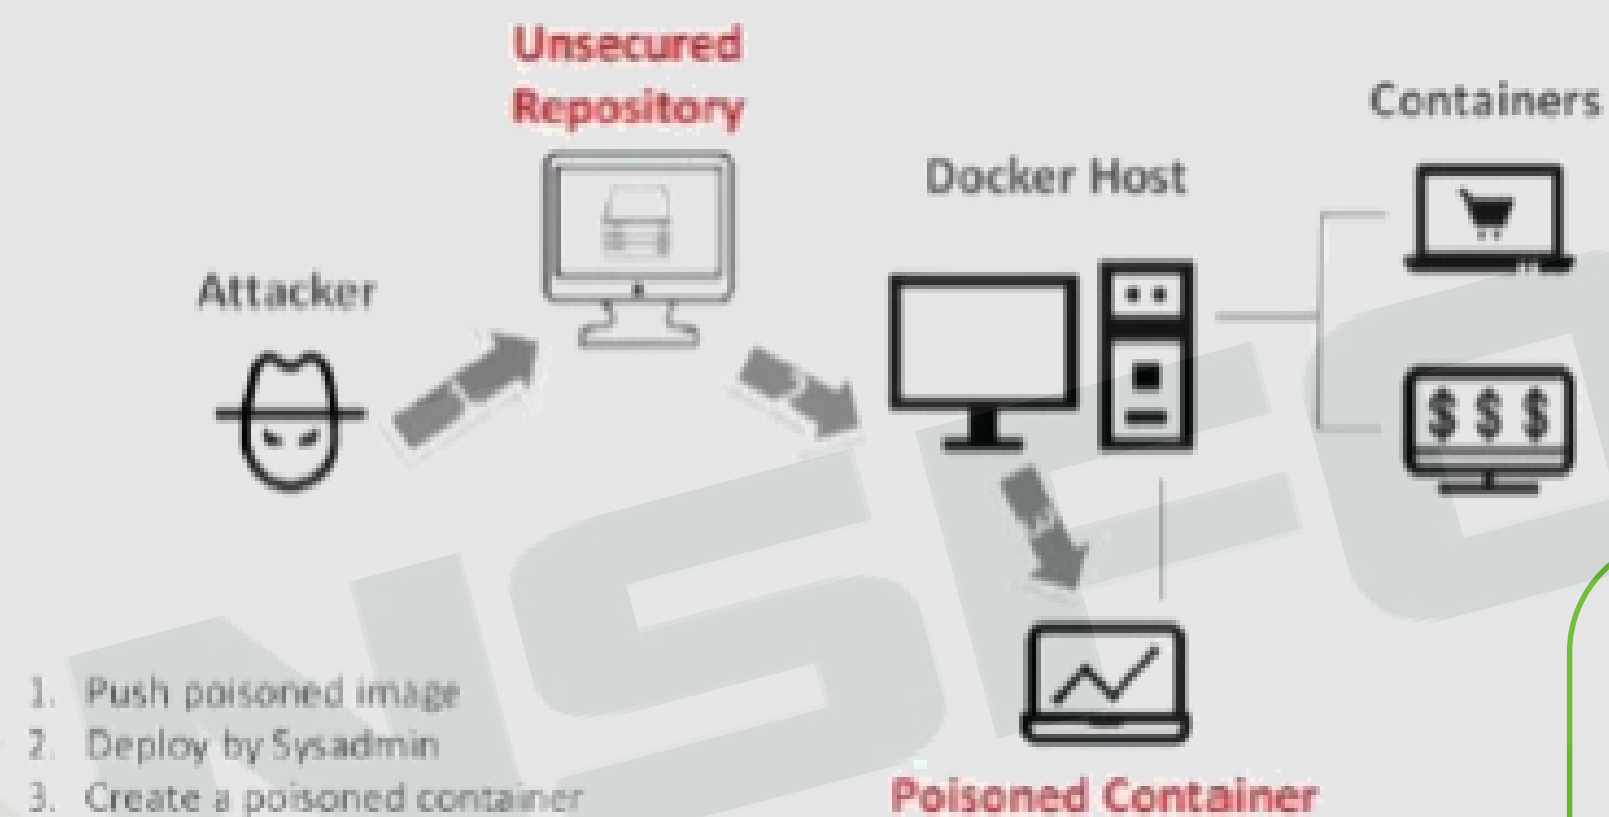 Unsecured
Repository
Containers
Docker Host
Attacker
$ $ $
1. Push poisoned image
2. Deploy by Sysadmin
3. Create a poisoned container
Poisoned Container
NSFO